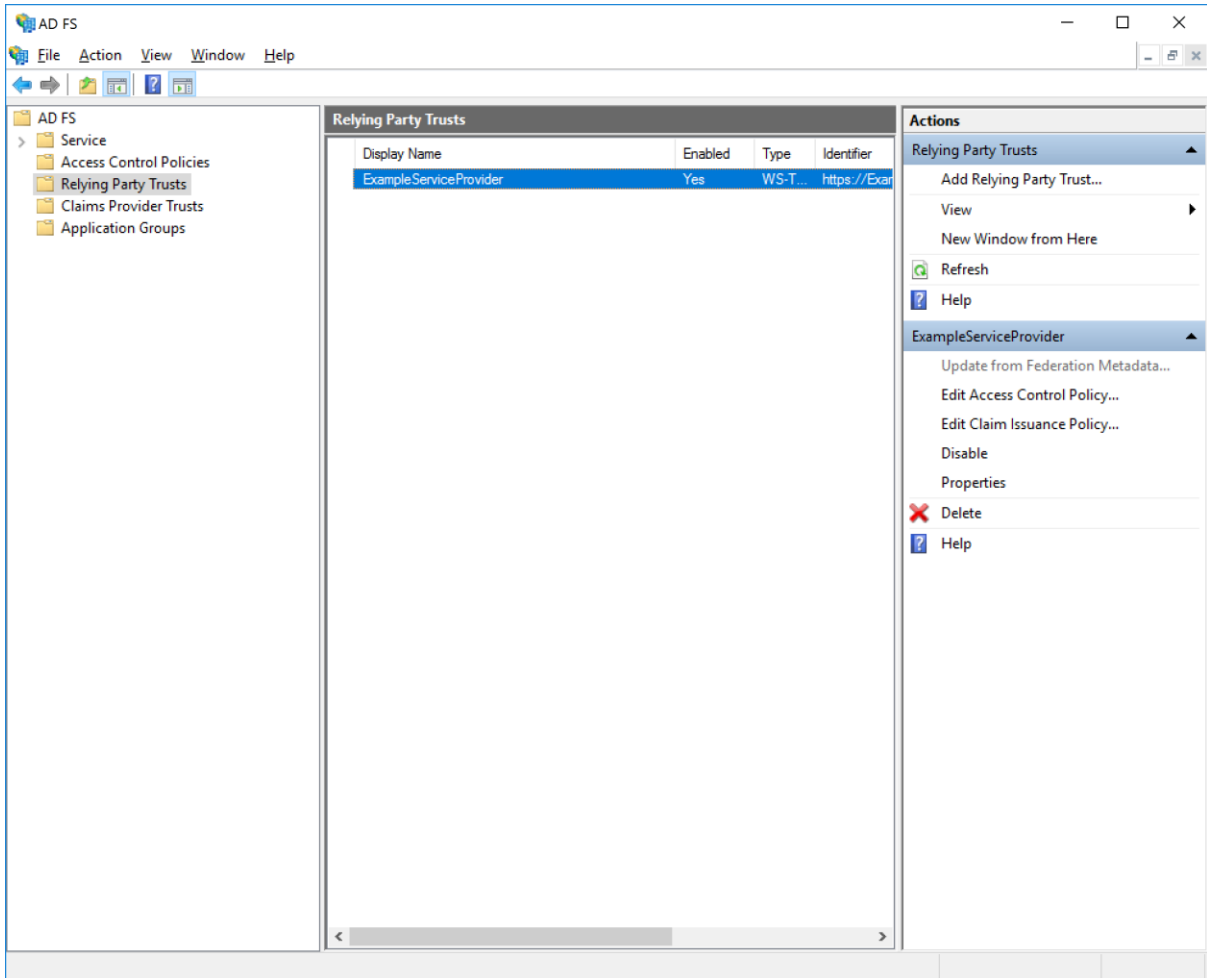 AD FS
File Action View Window Help
AD FS
Service
Access Control Policies
Relying Party Trusts
Claims Provider Trusts
Application Groups
Relying Party Trusts
Display Name Enabled Type Identifier
ExampleServiceProvider Yes WS-T... https://Exar
Actions
Relying Party Trusts
Add Relying Party Trust...
View
New Window from Here
Refresh
Help
ExampleServiceProvider
Update from Federation Metadata...
Edit Access Control Policy...
Edit Claim Issuance Policy...
Disable
Properties
Delete
Help